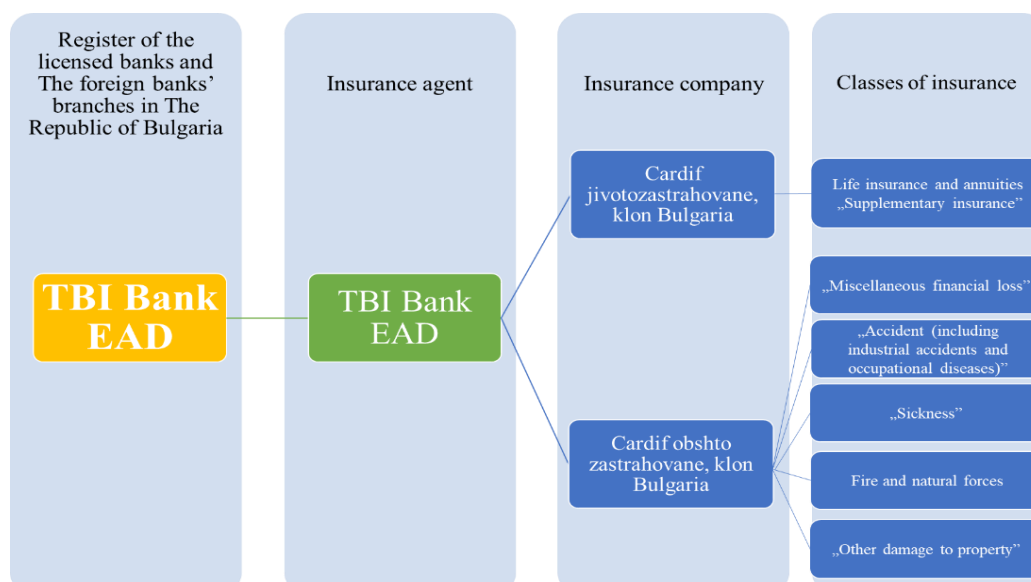 Register of the
licensed banks and
The foreign banks’
branches in The
Republic of Bulgaria
TBI Bank
EAD
Insurance agent
TBI Bank
EAD
Insurance company
Cardif
jivotozastrahovane,
klon Bulgaria
Cardif obshto
zastrahovane, klon
Bulgaria
Classes of insurance
Life insurance and annuities
„Supplementary insurance”
„Miscellaneous financial loss”
„Accident (including
industrial accidents and
occupational diseases)”
„Sickness”
Fire and natural forces
„Other damage to property”